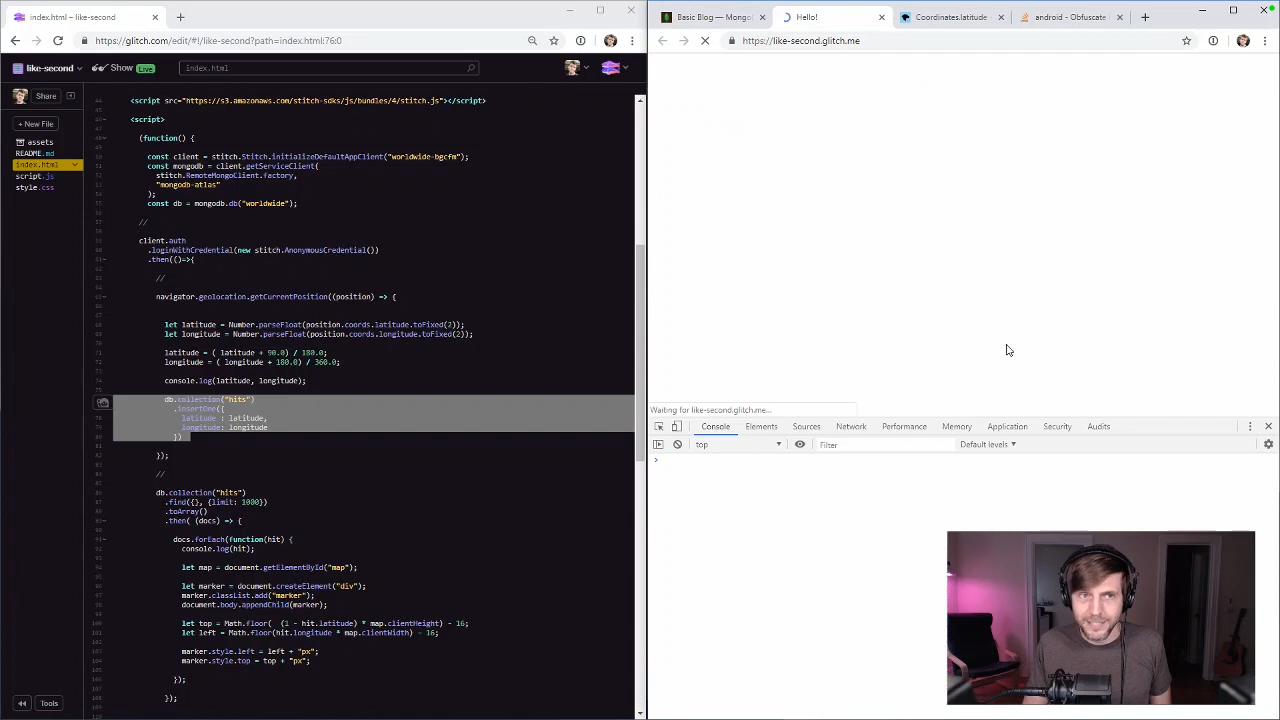 index.html – like-second
https://glitch.com/edit/#!/like-second?path=index.html:76:0
like-second
Show
Live
index.html
Share
+ New File
assets
README.md
index.html
script.js
style.css
Tools
<script src="https://s3.amazonaws.com/stitch-sdks/js/bundles/4/stitch.js"></script>
<script>
(function() {
const client = stitch.Stitch.initializeDefaultAppClient("worldwide-bgcfm");
const mongodb = client.getServiceClient(
stitch.RemoteMongoClient.factory,
"mongodb-atlas"
);
const db = mongodb.db("worldwide");
//
client.auth
.loginWithCredential(new stitch.AnonymousCredential())
.then(()=>{
//
navigator.geolocation.getCurrentPosition((position) => {
let latitude = Number.parseFloat(position.coords.latitude.toFixed(2));
let longitude = Number.parseFloat(position.coords.longitude.toFixed(2));
latitude = ( latitude + 90.0) / 180.0;
longitude = ( longitude + 180.0) / 360.0;
console.log(latitude, longitude);
db.collection("hits")
.insertOne({
latitude : latitude,
longitude: longitude
})
});
//
db.collection("hits")
.find({}, {limit: 1000})
.toArray()
.then( (docs) => {
docs.forEach(function(hit) {
console.log(hit);
let map = document.getElementById("map");
let marker = document.createElement("div");
marker.classList.add("marker");
document.body.appendChild(marker);
let top = Math.floor( (1 - hit.latitude) * map.clientHeight) - 16;
let left = Math.floor(hit.longitude * map.clientWidth) - 16;
marker.style.left = left + "px";
marker.style.top = top + "px";
});
});
Basic Blog — Mongo
Hello!
Coordinates.latitude -
android - Obfuscate
https://like-second.glitch.me
Waiting for like-second.glitch.me...
Console Elements Sources Network Performance Memory Application Security Audits
top
Filter
Default levels